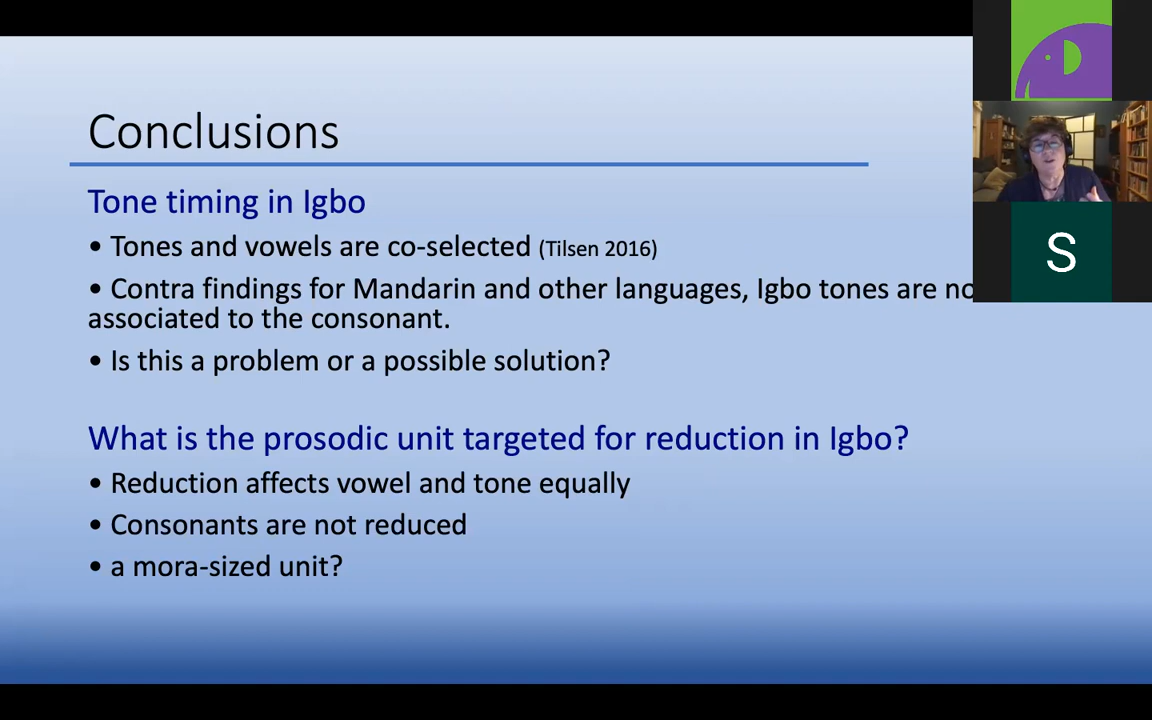 Conclusions
Tone timing in Igbo
• Tones and vowels are co-selected (Tilsen 2016)
• Contra findings for Mandarin and other languages, Igbo tones are
associated to the consonant.
• Is this a problem or a possible solution?
What is the prosodic unit targeted for reduction in Igbo?
• Reduction affects vowel and tone equally
• Consonants are not reduced
• a mora-sized unit?
S